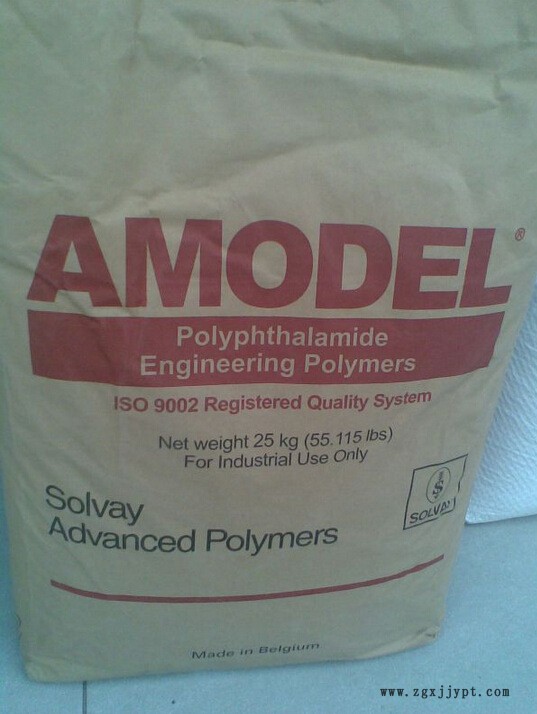 AMODEL®
Polyphthalamide
Engineering Polymers
ISO 9002 Registered Quality System
Net weight 25 kg (55.115 lbs)
For Industrial Use Only
Solvay
Advanced Polymers
S
SOLVAY
Made in Belgium
www.zgxjjypt.com